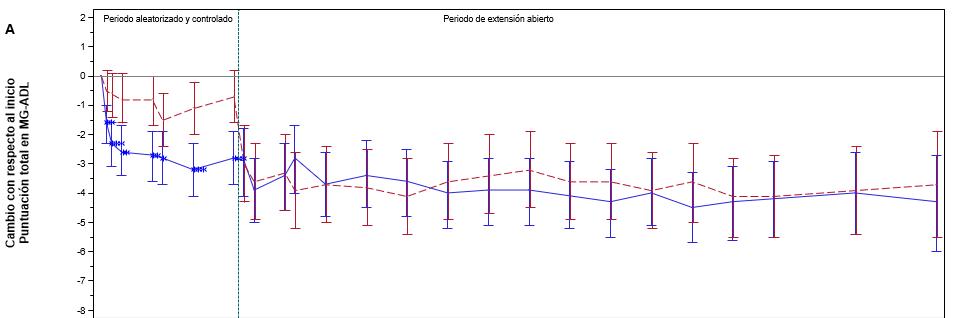 Periodo aleatorizado y controlado
Periodo de extensión abierto
A
Cambio con respecto al inicio
Puntuación total en MG-ADL
2
1
0
-1
-2
-3
-4
-5
-6
-7
-8